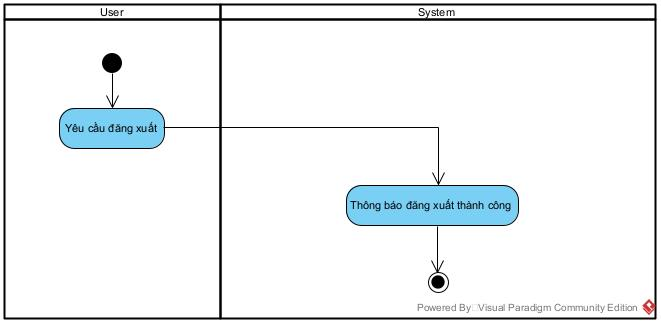 User
System
Yêu cầu đăng xuất
Thông báo đăng xuất thành công
Powered By Visual Paradigm Community Edition